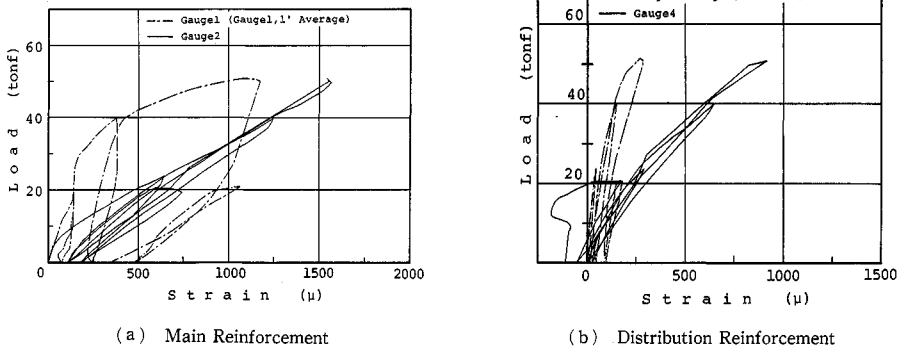 Gauge1 (Gauge1,1' Average)
Gauge2
60
40
20
0
Load (tonf)
0 500 1000 1500 2000
Strain (μ)
(a) Main Reinforcement
Gauge4
60
40
20
Load (tonf)
0 500 1000 1500
Strain (μ)
(b) Distribution Reinforcement